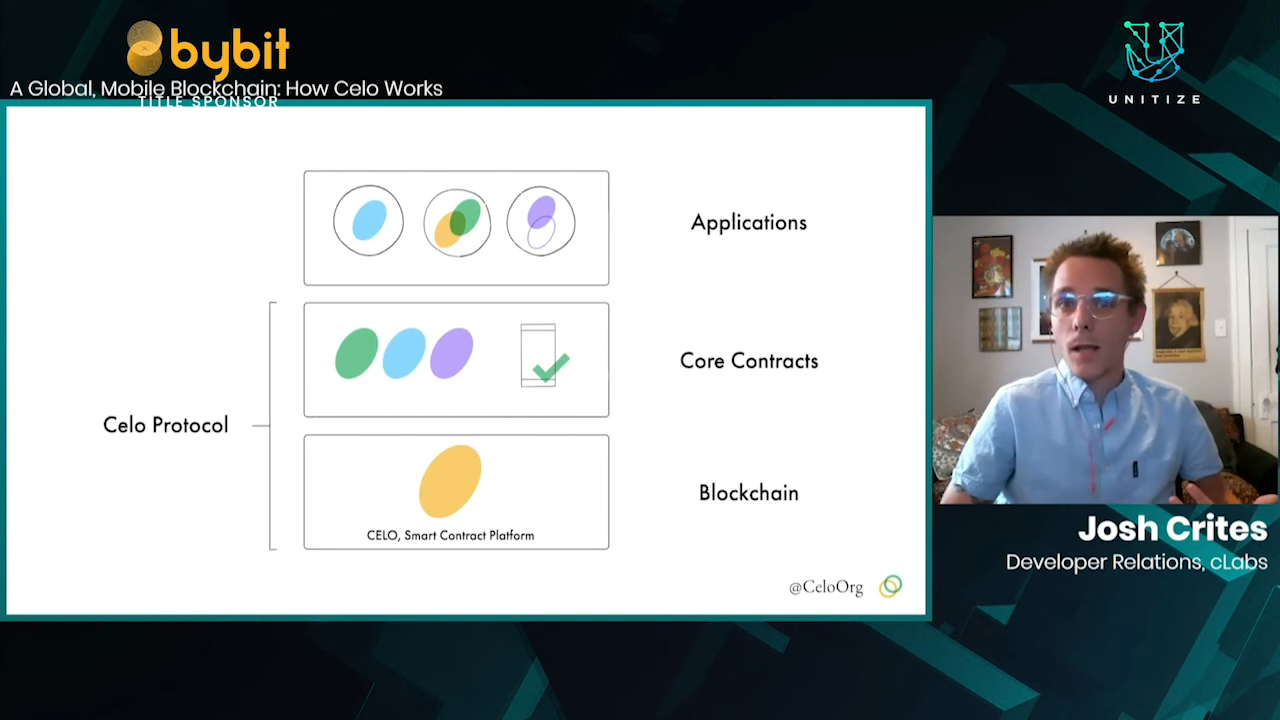 bybit
A Global, Mobile Blockchain: How Celo Works
TITLE SPONSOR
UNITIZE
Applications
Core Contracts
Celo Protocol
Blockchain
CELO, Smart Contract Platform
@CeloOrg
Josh Crites
Developer Relations, cLabs